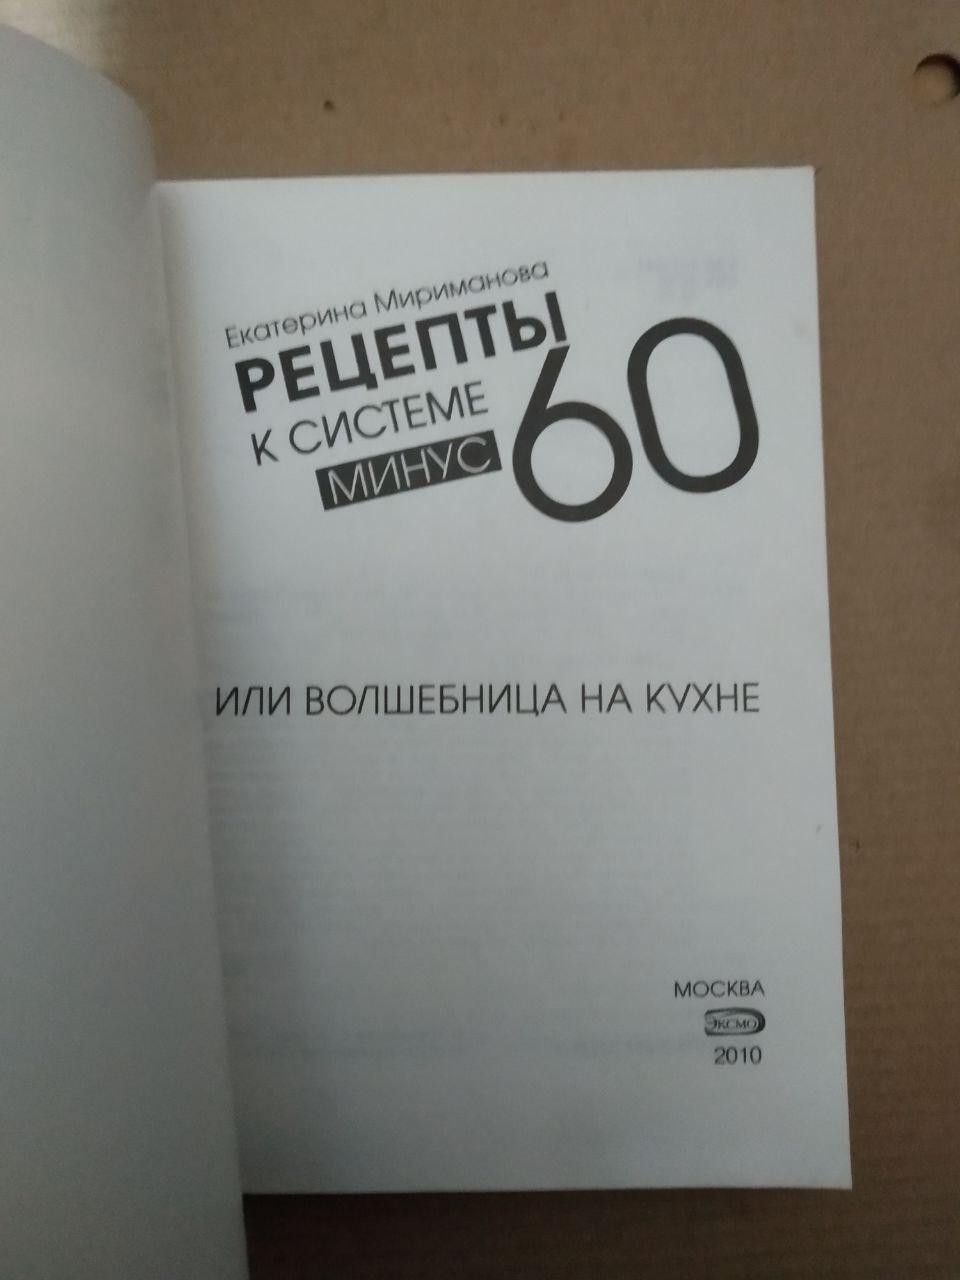 Екатерина Мириманова
РЕЦЕПТЫ
К СИСТЕМЕ
МИНУС 60
ИЛИ ВОЛШЕБНИЦА НА КУХНЕ
МОСКВА
ЭКСМО
2010